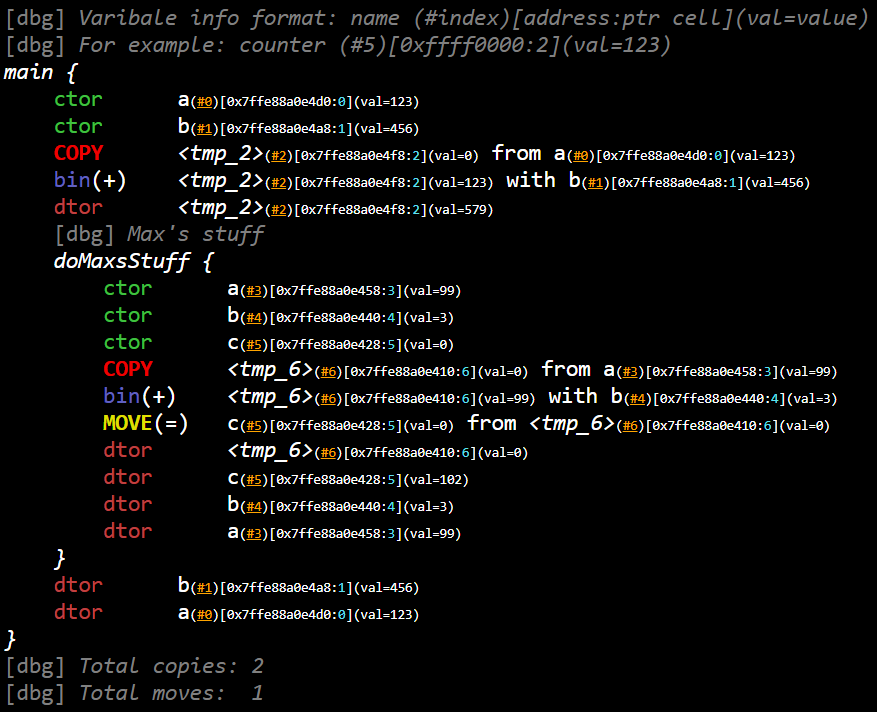 [dbg] Varibale info format: name (#index)[address:ptr cell](val=value)
[dbg] For example: counter (#5)[0xffff0000:2](val=123)
main {
    ctor      a(#0)[0x7ffe88a0e4d0:0](val=123)
    ctor      b(#1)[0x7ffe88a0e4a8:1](val=456)
    COPY      <tmp_2>(#2)[0x7ffe88a0e4f8:2](val=0) from a(#0)[0x7ffe88a0e4d0:0](val=123)
    bin(+)    <tmp_2>(#2)[0x7ffe88a0e4f8:2](val=123) with b(#1)[0x7ffe88a0e4a8:1](val=456)
    dtor      <tmp_2>(#2)[0x7ffe88a0e4f8:2](val=579)
    [dbg] Max's stuff
    doMaxsStuff {
        ctor      a(#3)[0x7ffe88a0e458:3](val=99)
        ctor      b(#4)[0x7ffe88a0e440:4](val=3)
        ctor      c(#5)[0x7ffe88a0e428:5](val=0)
        COPY      <tmp_6>(#6)[0x7ffe88a0e410:6](val=0) from a(#3)[0x7ffe88a0e458:3](val=99)
        bin(+)    <tmp_6>(#6)[0x7ffe88a0e410:6](val=99) with b(#4)[0x7ffe88a0e440:4](val=3)
        MOVE(=)   c(#5)[0x7ffe88a0e428:5](val=0) from <tmp_6>(#6)[0x7ffe88a0e410:6](val=0)
        dtor      <tmp_6>(#6)[0x7ffe88a0e410:6](val=0)
        dtor      c(#5)[0x7ffe88a0e428:5](val=102)
        dtor      b(#4)[0x7ffe88a0e440:4](val=3)
        dtor      a(#3)[0x7ffe88a0e458:3](val=99)
    }
    dtor      b(#1)[0x7ffe88a0e4a8:1](val=456)
    dtor      a(#0)[0x7ffe88a0e4d0:0](val=123)
}
[dbg] Total copies: 2
[dbg] Total moves:  1